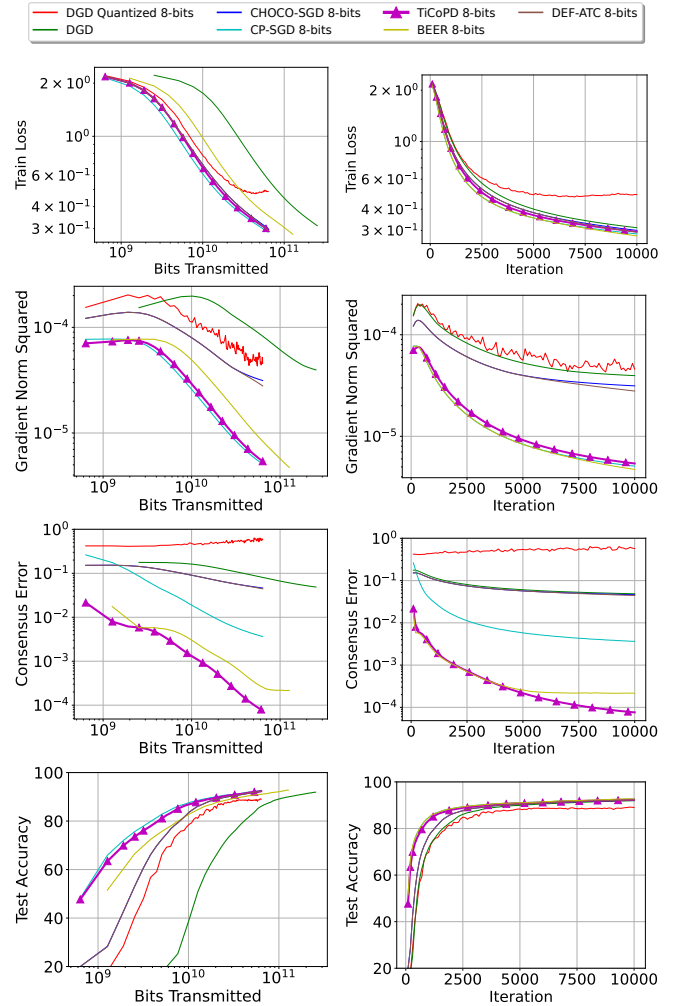 DGD Quantized 8-bits CHOCO-SGD 8-bits TiCoPD 8-bits DEF-ATC 8-bits
DGD CP-SGD 8-bits BEER 8-bits
Train Loss
2 × 10⁰
10⁰
6 × 10⁻¹
4 × 10⁻¹
3 × 10⁻¹
10⁹ 10¹⁰ 10¹¹
Bits Transmitted
Train Loss
2 × 10⁰
10⁰
6 × 10⁻¹
4 × 10⁻¹
3 × 10⁻¹
0 2500 5000 7500 10000
Iteration
Gradient Norm Squared
10⁻⁴
10⁻⁵
10⁹ 10¹⁰ 10¹¹
Bits Transmitted
Gradient Norm Squared
10⁻⁴
10⁻⁵
0 2500 5000 7500 10000
Iteration
Consensus Error
10⁰
10⁻¹
10⁻²
10⁻³
10⁻⁴
10⁹ 10¹⁰ 10¹¹
Bits Transmitted
Consensus Error
10⁰
10⁻¹
10⁻²
10⁻³
10⁻⁴
0 2500 5000 7500 10000
Iteration
Test Accuracy
100
80
60
40
20
10⁹ 10¹⁰ 10¹¹
Bits Transmitted
Test Accuracy
100
80
60
40
20
0 2500 5000 7500 10000
Iteration